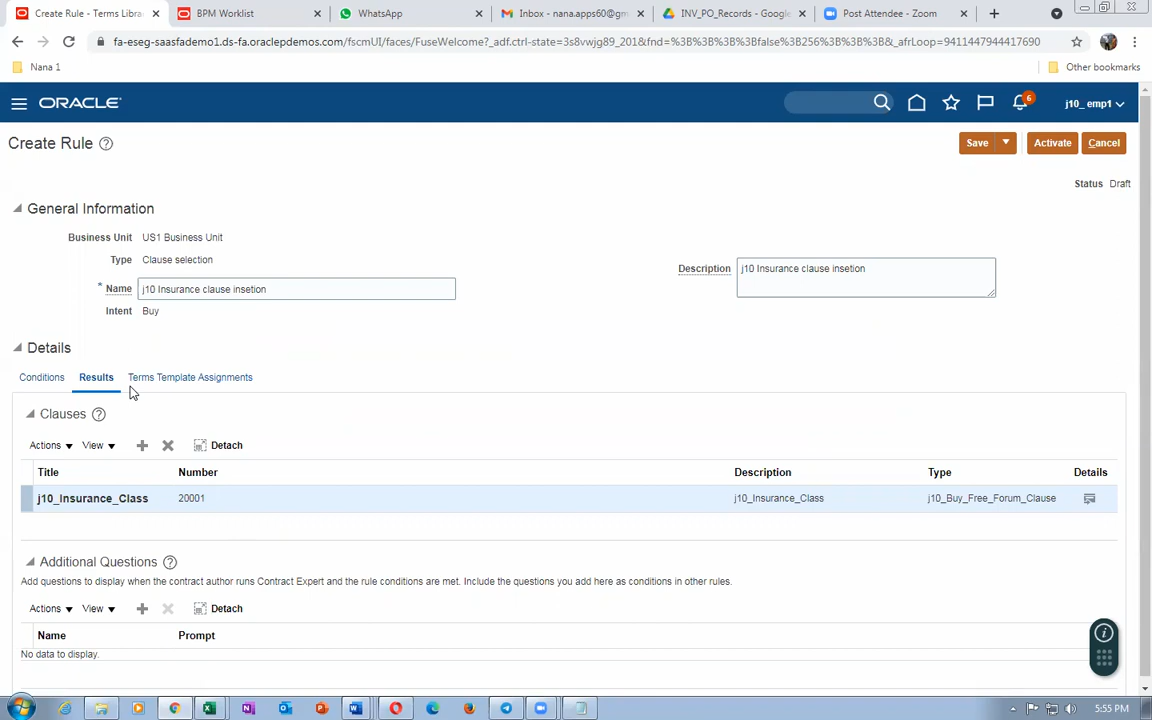 Create Rule - Terms Libra
BPM Worklist
WhatsApp
Inbox - nana.apps60@gm
INV_PO_Records - Google
Post Attendee - Zoom
fa-eseg-saasfademo1.ds-fa.oraclepdemos.com/fscmUI/faces/FuseWelcome?_adf.ctrl-state=3s8vwjg89_201&fnd=%3B%3B%3B%3Bfalse%3B256%3B%3B%3B&_afrLoop=9411447944417690
Nana 1
Other bookmarks
ORACLE
6
j10_ emp1
Create Rule
Save
Activate
Cancel
Status Draft
General Information
Business Unit US1 Business Unit
Type Clause selection
* Name j10 Insurance clause insetion
Description j10 Insurance clause insetion
Intent Buy
Details
Conditions Results Terms Template Assignments
Clauses
Actions View Detach
Title Number Description Type Details
j10_Insurance_Class 20001 j10_Insurance_Class j10_Buy_Free_Forum_Clause
Additional Questions
Add questions to display when the contract author runs Contract Expert and the rule conditions are met. Include the questions you add here as conditions in other rules.
Actions View Detach
Name Prompt
No data to display.
5:55 PM